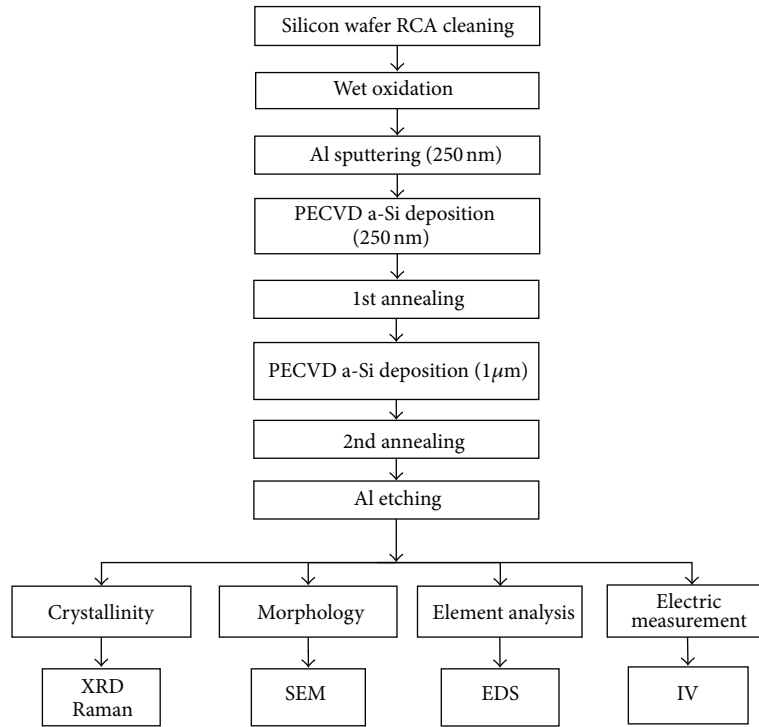 Silicon wafer RCA cleaning
Wet oxidation
Al sputtering (250 nm)
PECVD a-Si deposition
(250 nm)
1st annealing
PECVD a-Si deposition (1μm)
2nd annealing
Al etching
Crystallinity
Morphology
Element analysis
Electric
measurement
XRD
Raman
SEM
EDS
IV